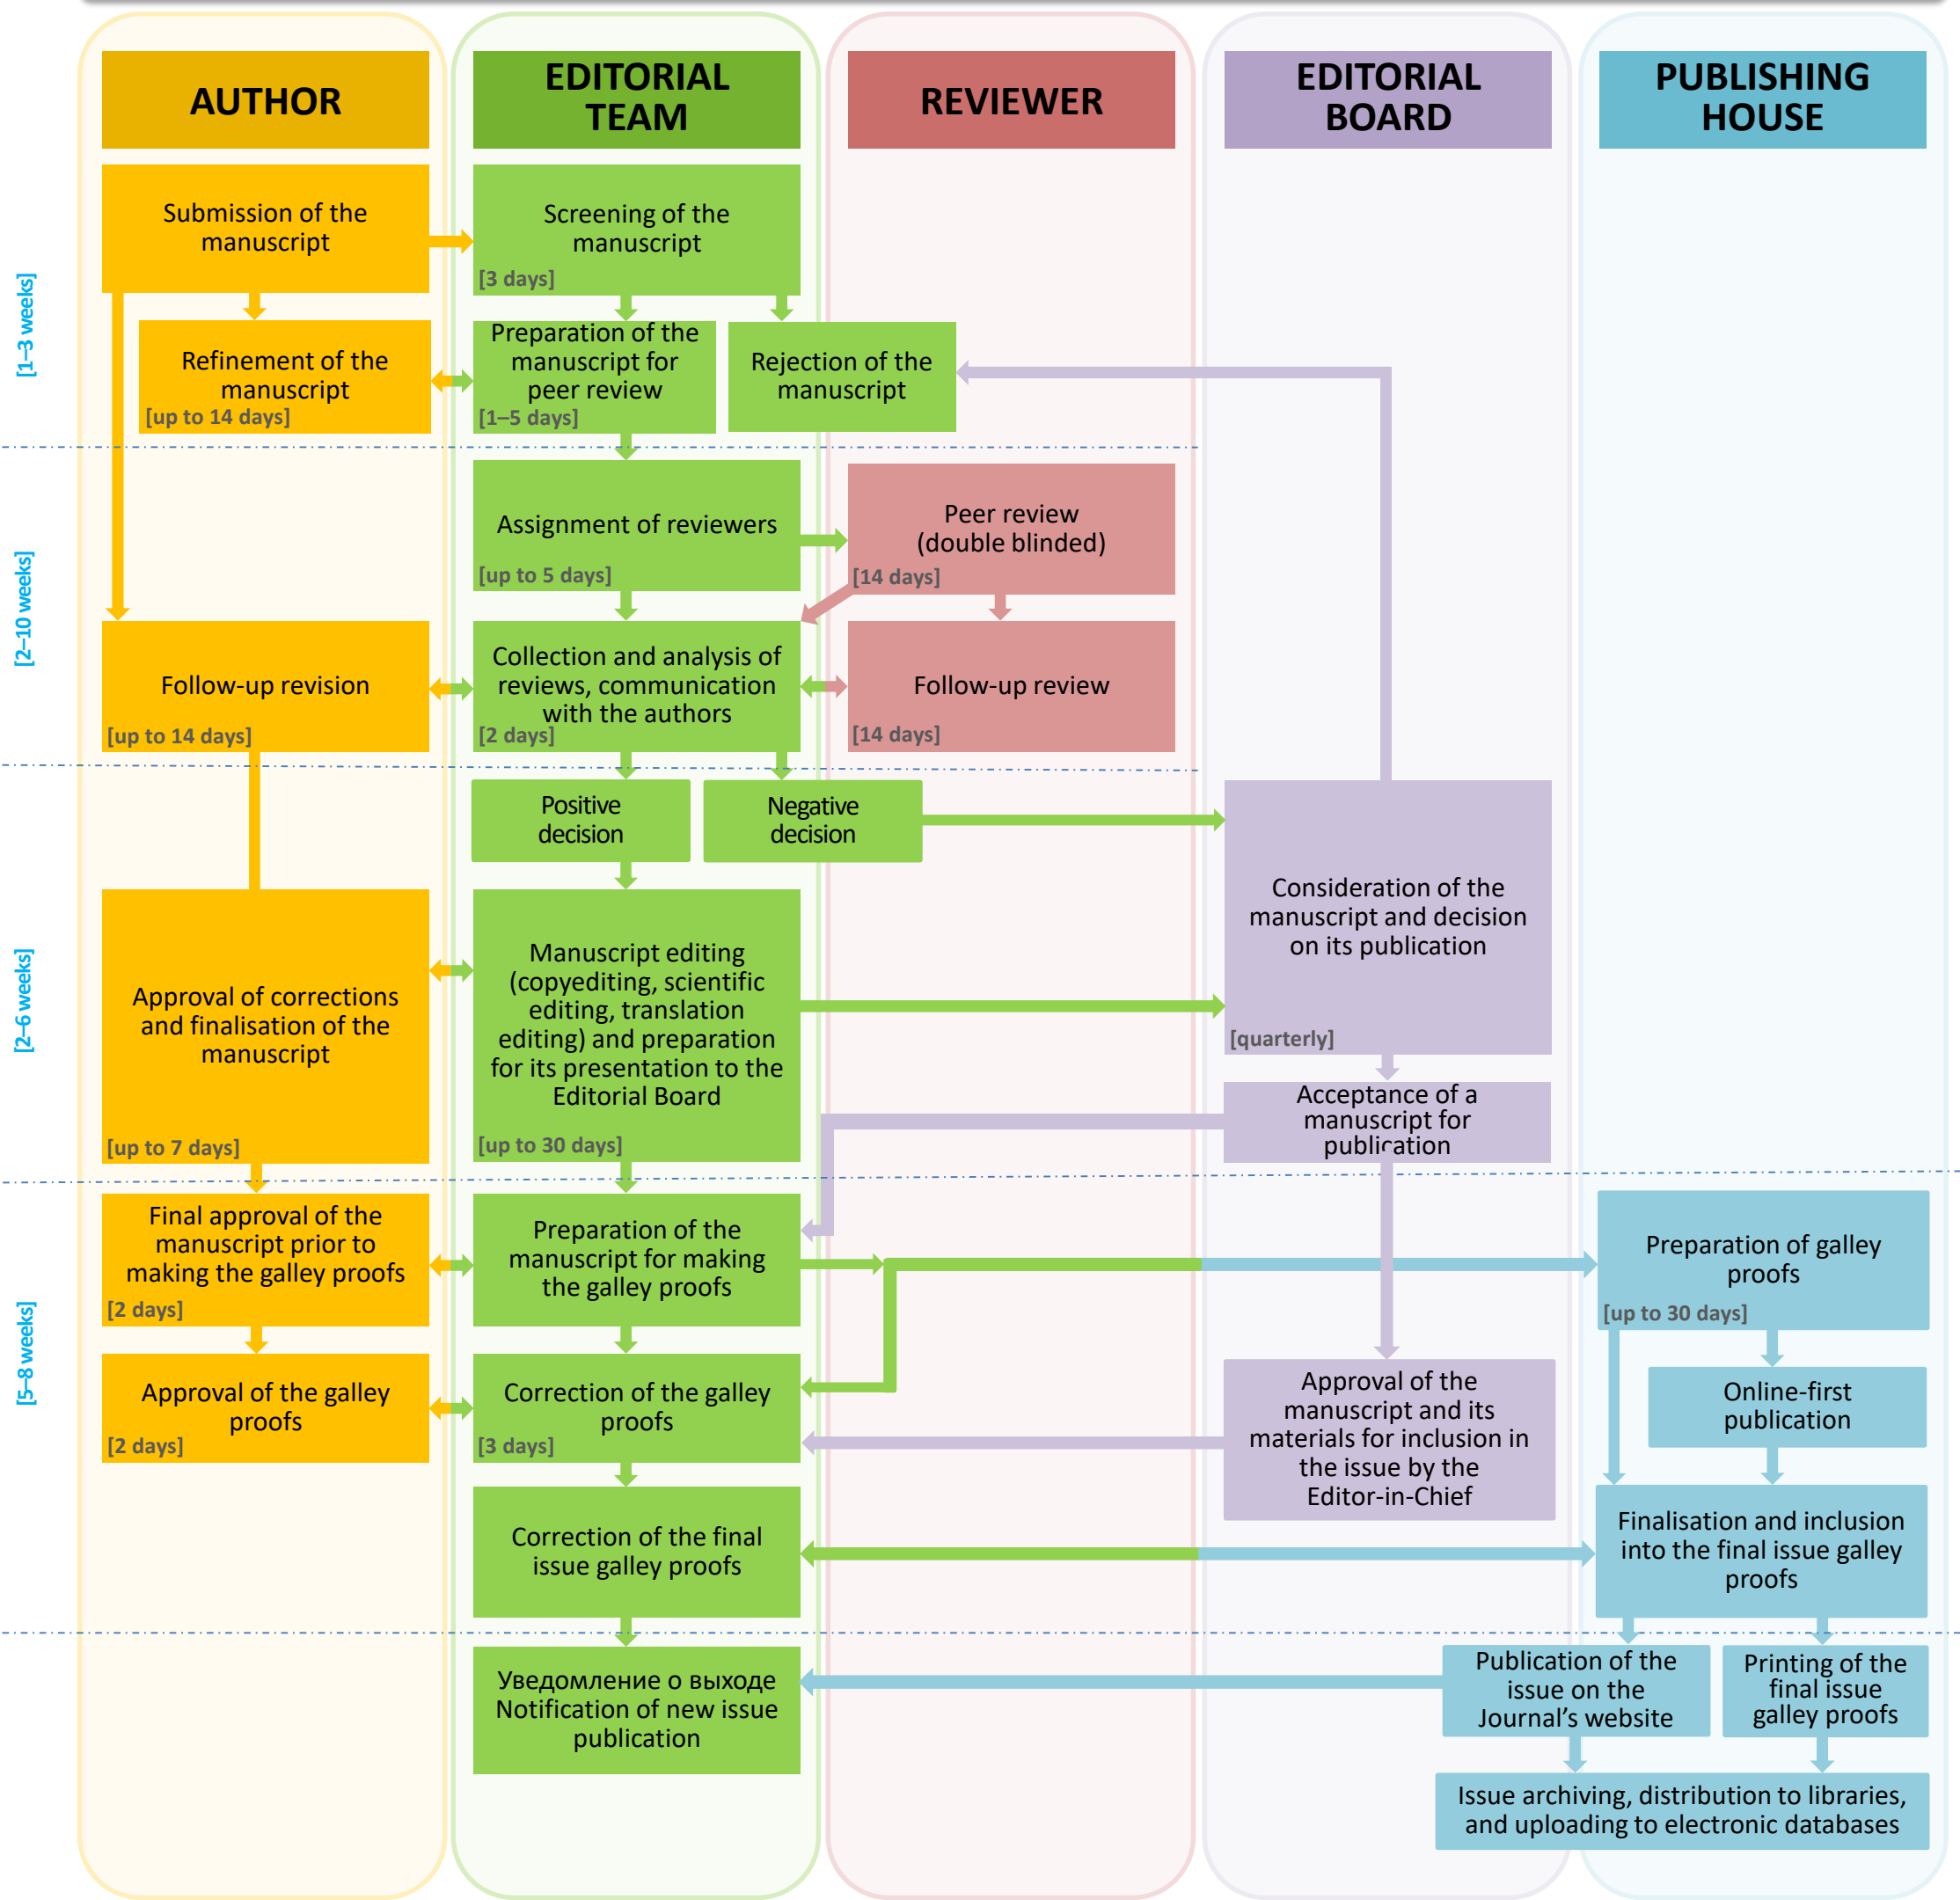 AUTHOR
EDITORIAL
TEAM
REVIEWER
EDITORIAL
BOARD
PUBLISHING
HOUSE
[1–3 weeks]
Submission of the
manuscript
Screening of the
manuscript
[3 days]
Refinement of the
manuscript
[up to 14 days]
Preparation of the
manuscript for
peer review
[1–5 days]
Rejection of the
manuscript
[2–10 weeks]
Assignment of reviewers
[up to 5 days]
Peer review
(double blinded)
[14 days]
Follow-up revision
[up to 14 days]
Collection and analysis of
reviews, communication
with the authors
[2 days]
Follow-up review
[14 days]
[2–6 weeks]
Positive
decision
Negative
decision
Consideration of the
manuscript and decision
on its publication
[quarterly]
Approval of corrections
and finalisation of the
manuscript
[up to 7 days]
Manuscript editing
(copyediting, scientific
editing, translation
editing) and preparation
for its presentation to the
Editorial Board
[up to 30 days]
Acceptance of a
manuscript for
publication
[5–8 weeks]
Final approval of the
manuscript prior to
making the galley proofs
[2 days]
Preparation of the
manuscript for making
the galley proofs
Preparation of galley
proofs
[up to 30 days]
Approval of the galley
proofs
[2 days]
Correction of the galley
proofs
[3 days]
Approval of the
manuscript and its
materials for inclusion in
the issue by the
Editor-in-Chief
Online-first
publication
Correction of the final
issue galley proofs
Finalisation and inclusion
into the final issue galley
proofs
Уведомление о выходе
Notification of new issue
publication
Publication of the
issue on the
Journal’s website
Printing of the
final issue
galley proofs
Issue archiving, distribution to libraries,
and uploading to electronic databases